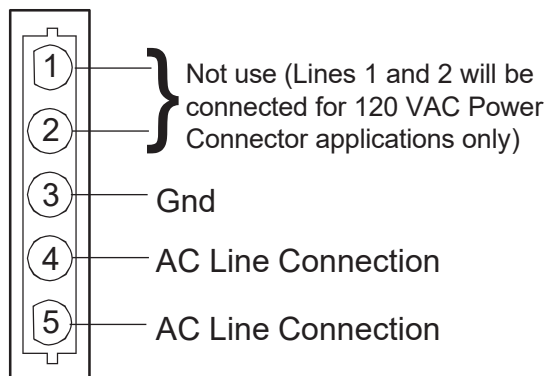 1
2
Not use (Lines 1 and 2 will be
connected for 120 VAC Power
Connector applications only)
3
Gnd
4
AC Line Connection
5
AC Line Connection